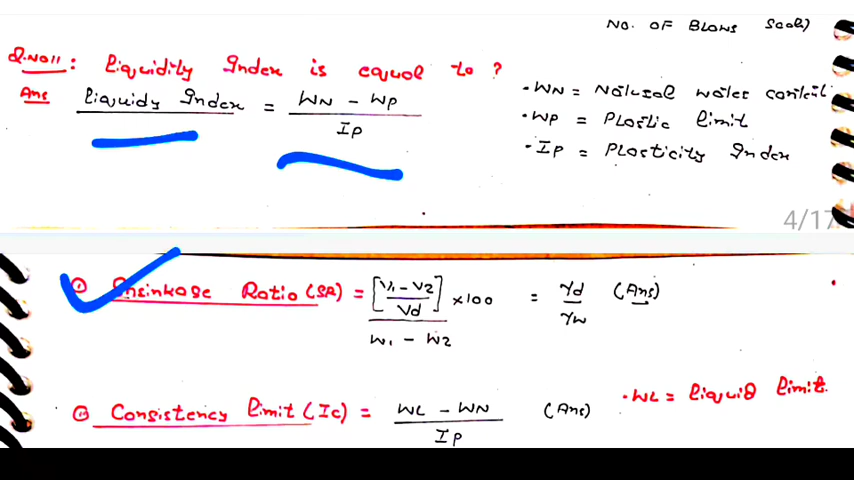 NO. OF BLOWS Scale)
Q.NO11: Liquidity Index is equal to ?
Ans Liquidy Index = WN - WP / IP
• WN = Natural water content
• WP = Plastic limit
• IP = Plasticity Index
4/17
① Shrinkage Ratio (SR) = [V1 - V2 / Vd] × 100 / W1 - W2 = γd / γw (Ans)
② Consistency limit (Ic) = WL - WN / IP (Ans) • WL = liquid limit.